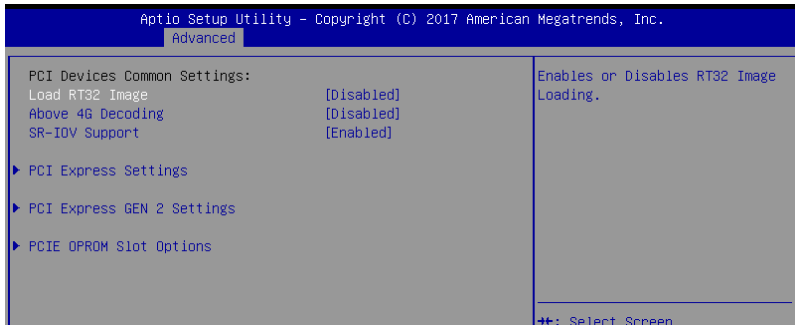 Aptio Setup Utility – Copyright (C) 2017 American Megatrends, Inc.
Advanced
PCI Devices Common Settings:
Load RT32 Image [Disabled]
Above 4G Decoding [Disabled]
SR-IOV Support [Enabled]
PCI Express Settings
PCI Express GEN 2 Settings
PCIE OPROM Slot Options
Enables or Disables RT32 Image
Loading.
→←: Select Screen